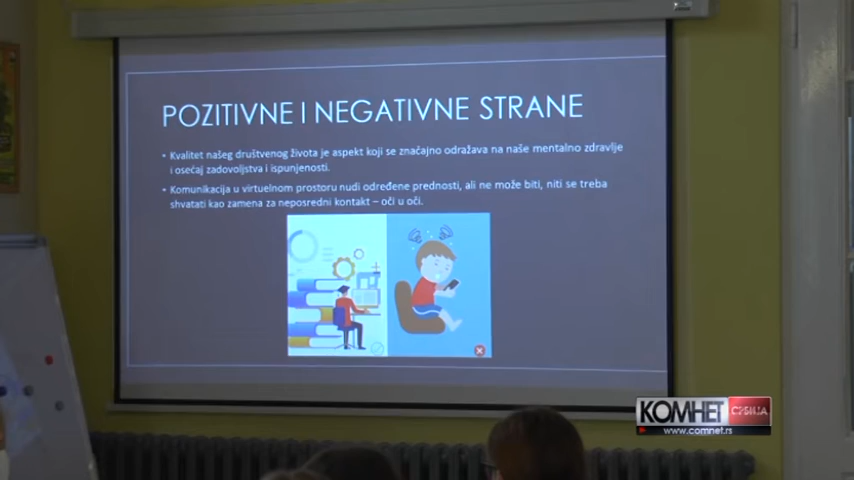 POZITIVNE I NEGATIVNE STRANE
• Kvalitet našeg društvenog života je aspekt koji se značajno odražava na naše mentalno zdravlje
i osećaj zadovoljstva i ispunjenosti.
• Komunikacija u virtuelnom prostoru nudi određene prednosti, ali ne može biti, niti se treba
shvatati kao zamena za neposredni kontakt – oči u oči.
KOMНЕТ СРБИЈА
www.comnet.rs